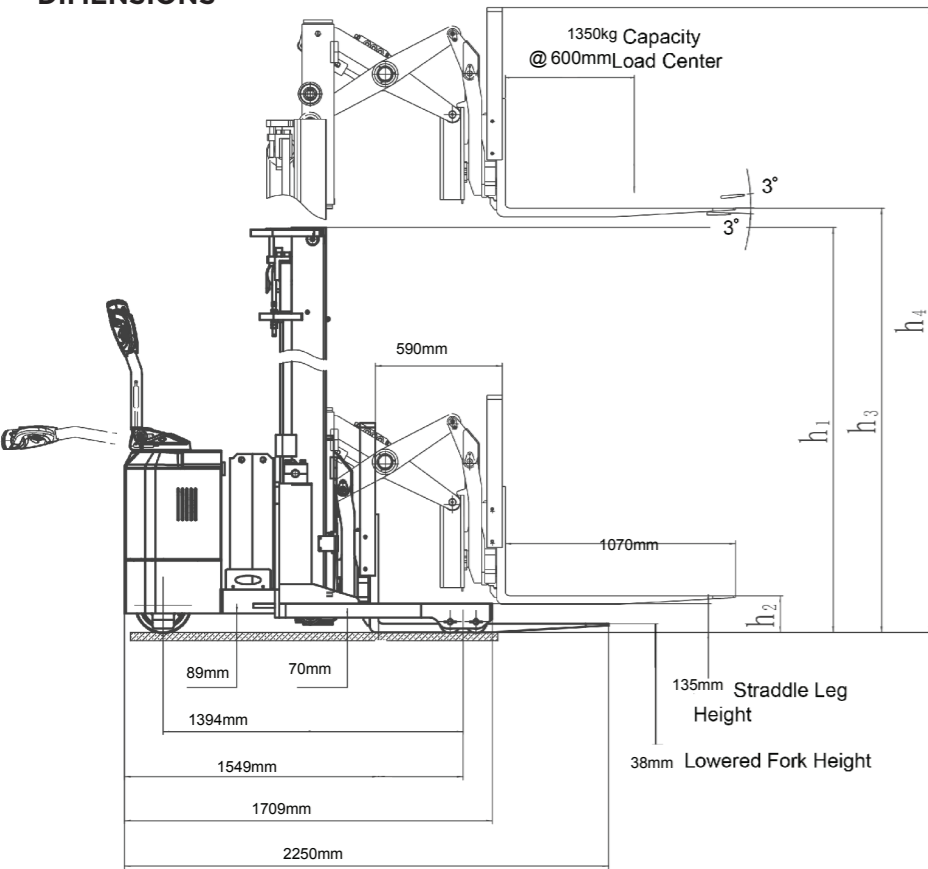 DIMENSIONS
1350kg Capacity
@ 600mm Load Center
3°
3°
h4
590mm
h1
h3
1070mm
h2
89mm
70mm
135mm Straddle Leg
Height
1394mm
38mm Lowered Fork Height
1549mm
1709mm
2250mm